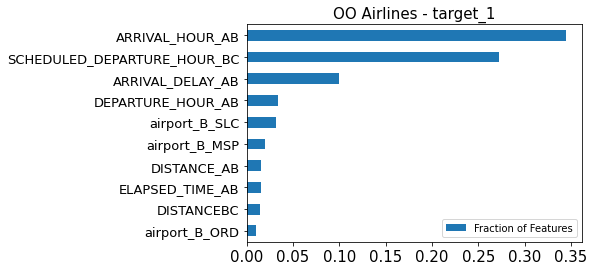 OO Airlines - target_1
ARRIVAL_HOUR_AB
SCHEDULED_DEPARTURE_HOUR_BC
ARRIVAL_DELAY_AB
DEPARTURE_HOUR_AB
airport_B_SLC
airport_B_MSP
DISTANCE_AB
ELAPSED_TIME_AB
DISTANCEBC
airport_B_ORD
Fraction of Features
0.00 0.05 0.10 0.15 0.20 0.25 0.30 0.35